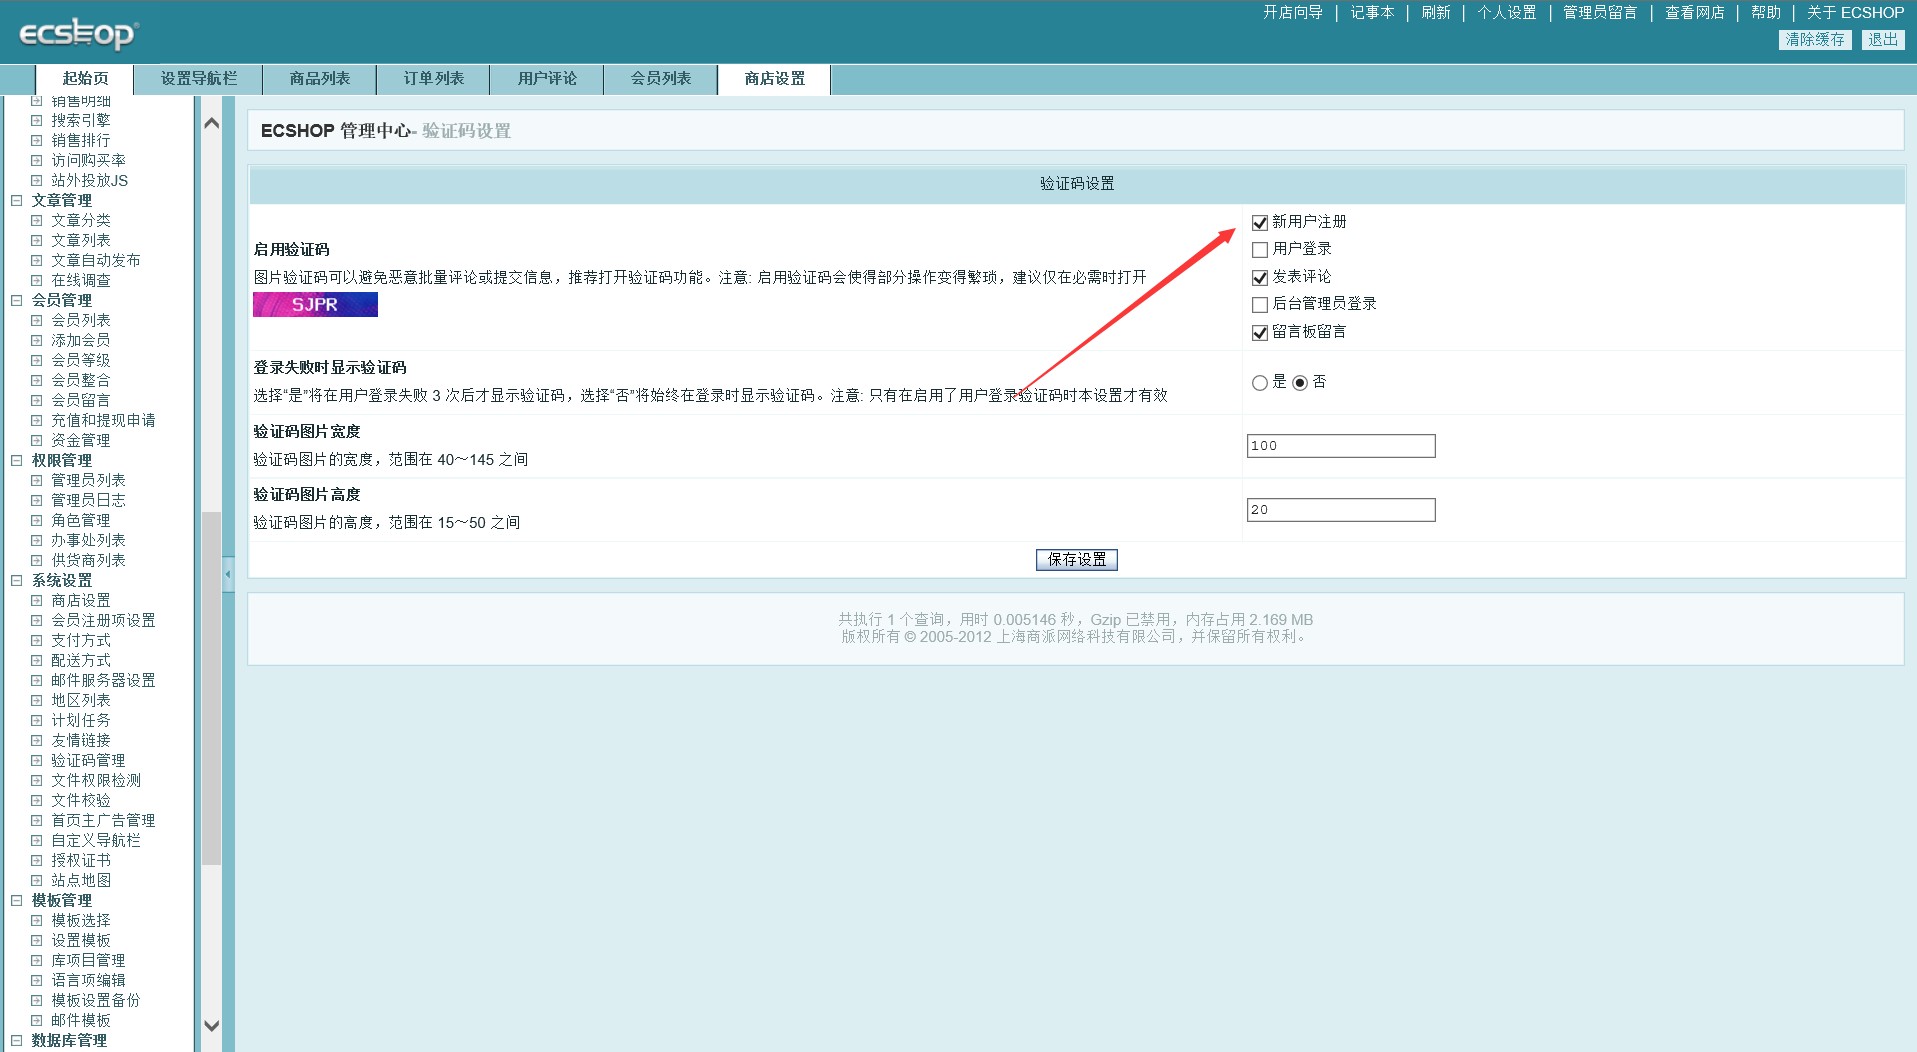 ecshop
开店向导 | 记事本 | 刷新 | 个人设置 | 管理员留言 | 查看网店 | 帮助 | 关于 ECSHOP
清除缓存 退出
起始页 设置导航栏 商品列表 订单列表 用户评论 会员列表 商店设置
销售明细
搜索引擎
销售排行
访问购买率
站外投放JS
文章管理
文章分类
文章列表
文章自动发布
在线调查
会员管理
会员列表
添加会员
会员等级
会员整合
会员留言
充值和提现申请
资金管理
权限管理
管理员列表
管理员日志
角色管理
办事处列表
供货商列表
系统设置
商店设置
会员注册项设置
支付方式
配送方式
邮件服务器设置
地区列表
计划任务
友情链接
验证码管理
文件权限检测
文件校验
首页主广告管理
自定义导航栏
授权证书
站点地图
模板管理
模板选择
设置模板
库项目管理
语言项编辑
模板设置备份
邮件模板
数据库管理
ECSHOP 管理中心- 验证码设置
验证码设置
启用验证码
图片验证码可以避免恶意批量评论或提交信息，推荐打开验证码功能。注意: 启用验证码会使得部分操作变得繁琐，建议仅在必需时打开
SJPR
新用户注册
用户登录
发表评论
后台管理员登录
留言板留言
登录失败时显示验证码
选择“是”将在用户登录失败 3 次后才显示验证码，选择“否”将始终在登录时显示验证码。注意: 只有在启用了用户登录验证码时本设置才有效
是 否
验证码图片宽度
验证码图片的宽度，范围在 40～145 之间
100
验证码图片高度
验证码图片的高度，范围在 15～50 之间
20
保存设置
共执行 1 个查询，用时 0.005146 秒，Gzip 已禁用，内存占用 2.169 MB
版权所有 © 2005-2012 上海商派网络科技有限公司，并保留所有权利。